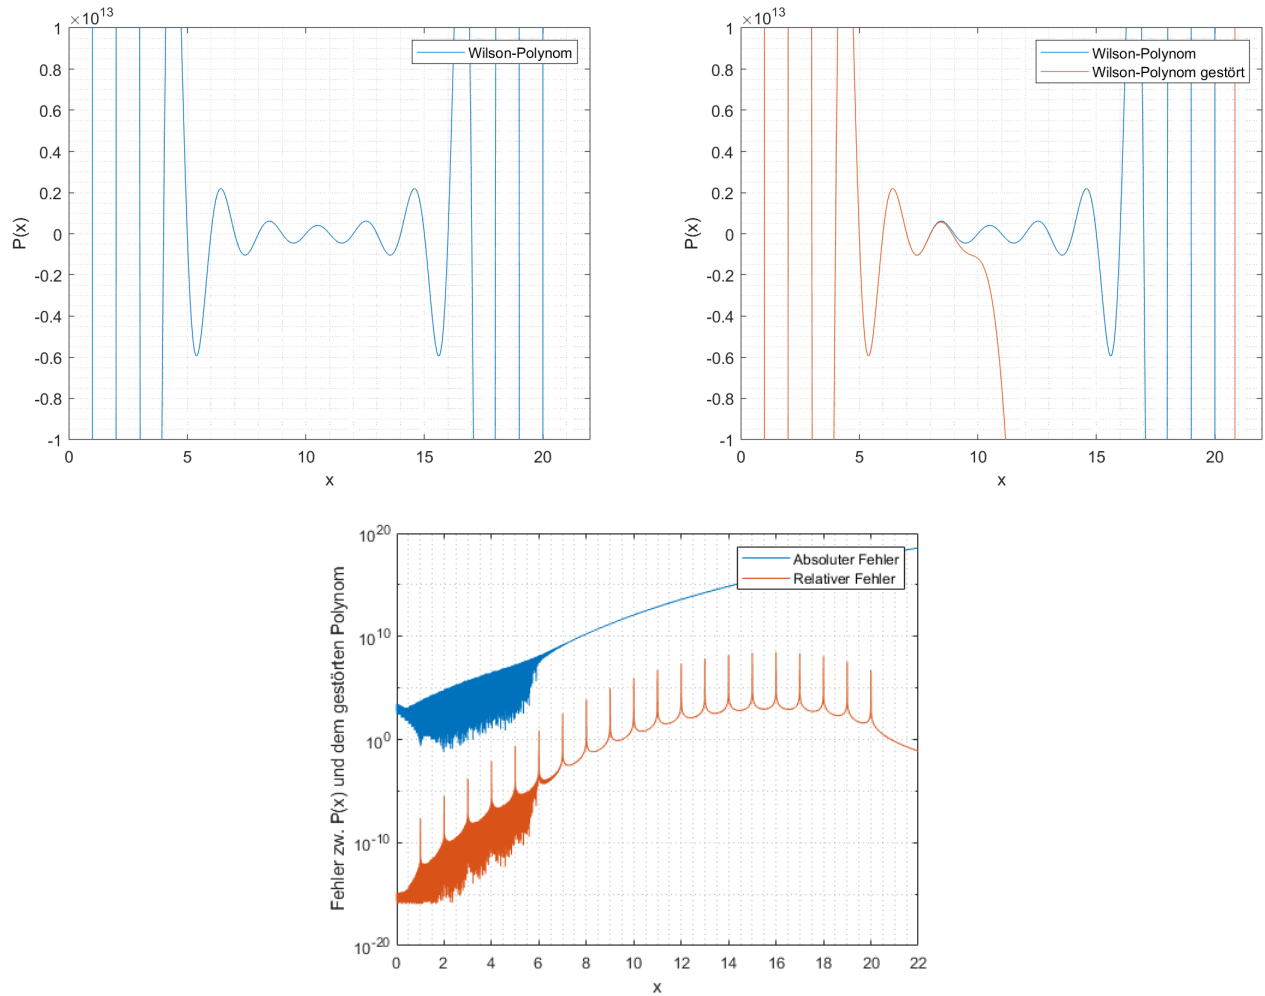 ×10^13
1
0.8
0.6
0.4
0.2
0
-0.2
-0.4
-0.6
-0.8
-1
P(x)
0 5 10 15 20
x
Wilson-Polynom
×10^13
1
0.8
0.6
0.4
0.2
0
-0.2
-0.4
-0.6
-0.8
-1
P(x)
0 5 10 15 20
x
Wilson-Polynom
Wilson-Polynom gestört
10^20
10^10
10^0
10^-10
10^-20
Fehler zw. P(x) und dem gestörten Polynom
0 2 4 6 8 10 12 14 16 18 20 22
x
Absoluter Fehler
Relativer Fehler